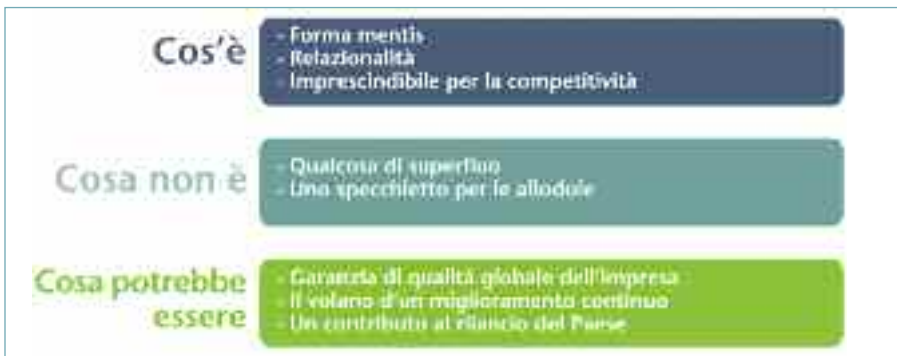 Cos'è
- Forma mentis
- Relazionalità
- Imprescindibile per la competitività
Cosa non è
- Qualcosa di superfluo
- Uno specchietto per le allodole
Cosa potrebbe
essere
- Garanzia di qualità globale dell'impresa
- Il volano d'un miglioramento continuo
- Un contributo al rilancio del Paese